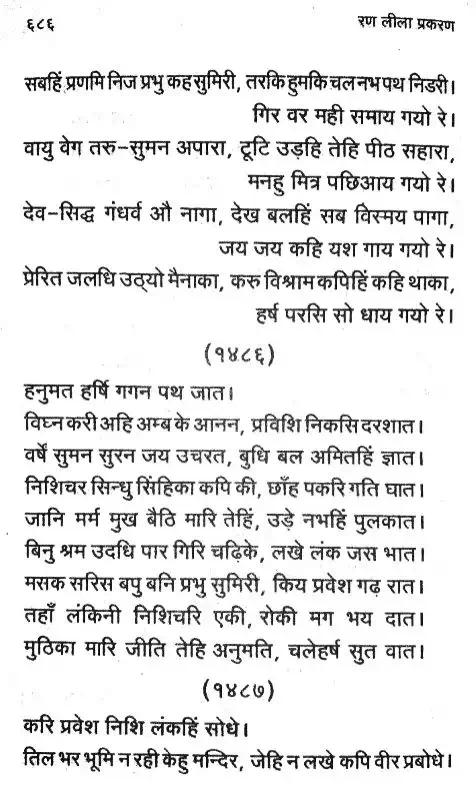 ६८६ रण लीला प्रकरण
सबहिं प्रणमि निज प्रभु कह सुमिरी, तरकि हुमकि चल नभ पथ निडरी।
गिर वर मही समाय गयो रे।
वायु वेग तरु-सुमन अपारा, टूटि उड़हि तेहि पीठ सहारा,
मनहु मित्र पछिआय गयो रे।
देव-सिद्ध गंधर्व औ नागा, देख बलहिं सब विस्मय पागा,
जय जय कहि यश गाय गयो रे।
प्रेरित जलधि उठ्यो मैनाका, करु विश्राम कपिहिं कहि थाका,
हर्ष परसि सो धाय गयो रे।
(१४८६)
हनुमत हर्षि गगन पथ जात।
विघ्न करी अहि अम्ब के आनन, प्रविशि निकसि दरशात।
वर्षे सुमन सुरन जय उचरत, बुधि बल अमितहिं ज्ञात।
निशिचर सिन्धु सिंहिका कपि की, छाँह पकरि गति घात।
जानि मर्म मुख बैठि मारि तेहिं, उड़े नभहिं पुलकात।
बिनु श्रम उदधि पार गिरि चढ़िके, लखे लंक जस भात।
मसक सरिस बपु बनि प्रभु सुमिरी, किय प्रवेश गढ़ रात।
तहाँ लंकिनी निशिचरि एकी, रोकी मग भय दात।
मुठिका मारि जीति तेहि अनुमति, चले हर्ष सुत वात।
(१४८७)
करि प्रवेश निशि लंकहिं सोधे।
तिल भर भूमि न रही केहु मन्दिर, जेहि न लखे कपि वीर प्रबोधे।